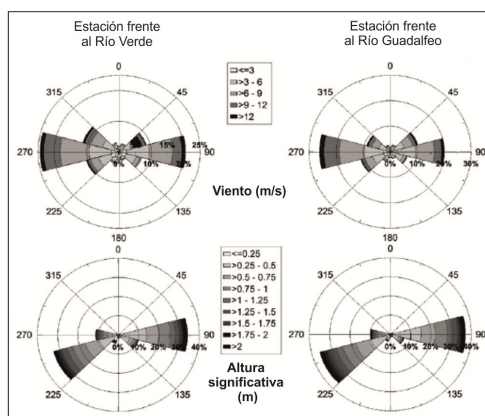 Estación frente
al Río Verde
Estación frente
al Río Guadalfeo
0
315
45
270
90
225
135
180
0% 10% 15% 25%
<=3
>3 - 6
>6 - 9
>9 - 12
>12
Viento (m/s)
0
315
45
270
90
225
135
0% 10% 20% 30%
0
315
45
270
90
225
135
0% 10% 20% 30% 40%
<=0.25
>0.25 - 0.5
>0.5 - 0.75
>0.75 - 1
>1 - 1.25
>1.25 - 1.5
>1.5 - 1.75
>1.75 - 2
>2
Altura
significativa
(m)
0
315
45
270
90
225
135
0% 10% 20% 30% 40%